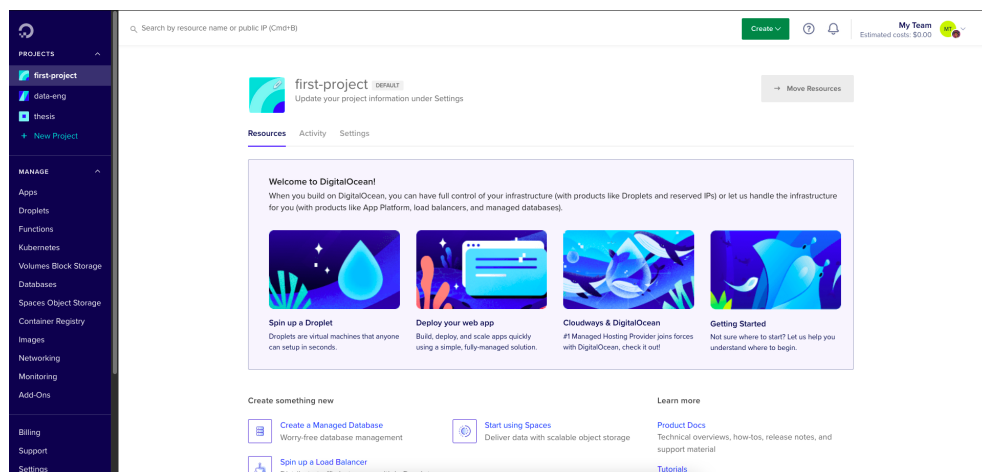 Search by resource name or public IP (Cmd+B)
Create
My Team
Estimated costs: $0.00
MT
PROJECTS
first-project
data-eng
thesis
+ New Project
MANAGE
Apps
Droplets
Functions
Kubernetes
Volumes Block Storage
Databases
Spaces Object Storage
Container Registry
Images
Networking
Monitoring
Add-Ons
Billing
Support
Settings
first-project DEFAULT
Update your project information under Settings
→ Move Resources
Resources Activity Settings
Welcome to DigitalOcean!
When you build on DigitalOcean, you can have full control of your infrastructure (with products like Droplets and reserved IPs) or let us handle the infrastructure
for you (with products like App Platform, load balancers, and managed databases).
Spin up a Droplet
Droplets are virtual machines that anyone
can setup in seconds.
Deploy your web app
Build, deploy, and scale apps quickly
using a simple, fully-managed solution.
Cloudways & DigitalOcean
#1 Managed Hosting Provider joins forces
with DigitalOcean, check it out!
Getting Started
Not sure where to start? Let us help you
understand where to begin.
Create something new
Create a Managed Database
Worry-free database management
Start using Spaces
Deliver data with scalable object storage
Spin up a Load Balancer
Learn more
Product Docs
Technical overviews, how-tos, release notes, and
support material
Tutorials